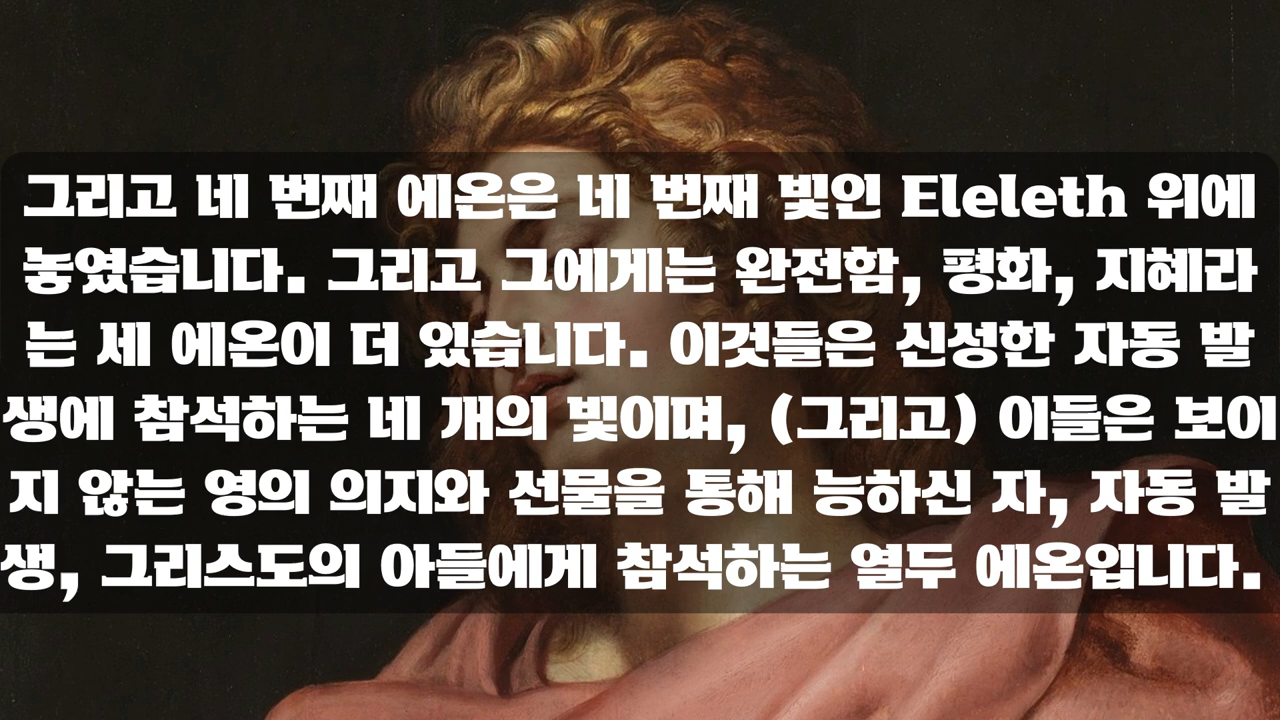 그리고 네 번째 에온은 네 번째 빛인 Eleleth 위에
놓였습니다. 그리고 그에게는 완전함, 평화, 지혜라
는 세 에온이 더 있습니다. 이것들은 신성한 자동 발
생에 참석하는 네 개의 빛이며, (그리고) 이들은 보이
지 않는 영의 의지와 선물을 통해 능하신 자, 자동 발
생, 그리스도의 아들에게 참석하는 열두 에온입니다.